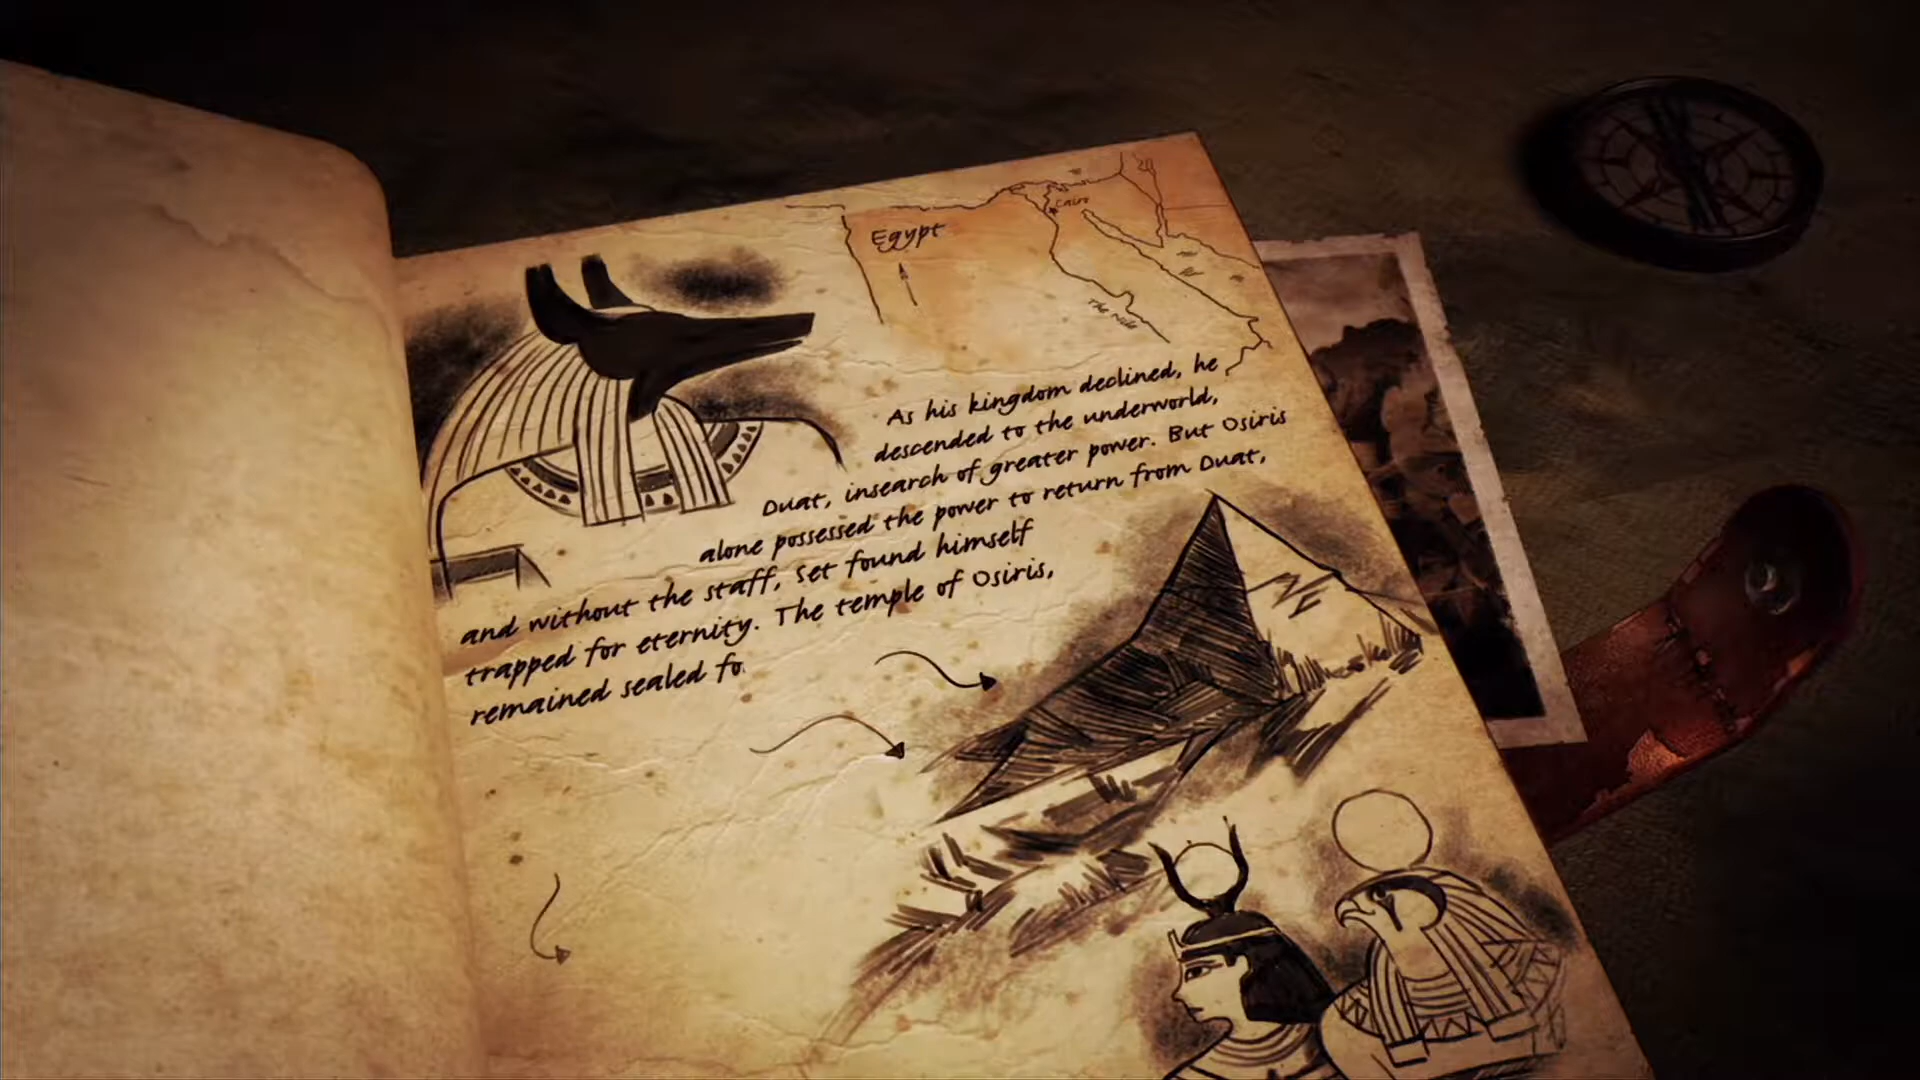 20
Cairo
Egypt
The Nile
As his kingdom declined, he
descended to the underworld,
Duat, insearch of greater power. But Osiris
alone possessed the power to return from Duat,
and without the staff, Set found himself
trapped for eternity. The temple of Osiris,
remained sealed fo